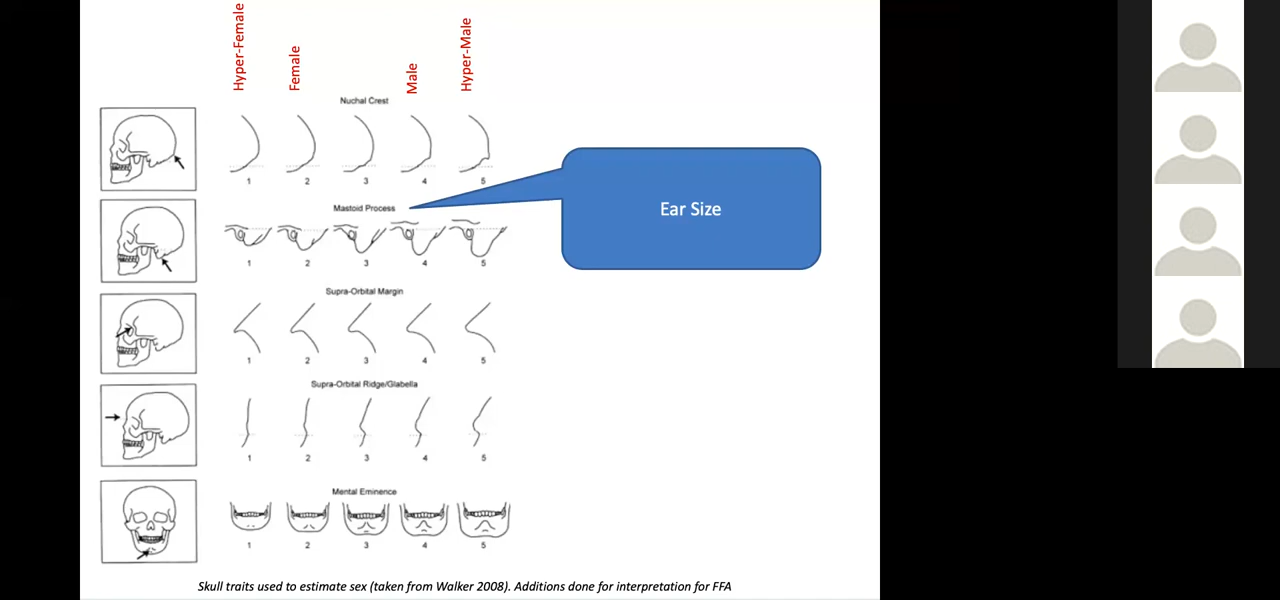 Hyper-Female
Female
Male
Hyper-Male
Nuchal Crest
1 2 3 4 5
Mastoid Process
1 2 3 4 5
Ear Size
Supra-Orbital Margin
1 2 3 4 5
Supra-Orbital Ridge/Glabella
1 2 3 4 5
Mental Eminence
1 2 3 4 5
Skull traits used to estimate sex (taken from Walker 2008). Additions done for interpretation for FFA